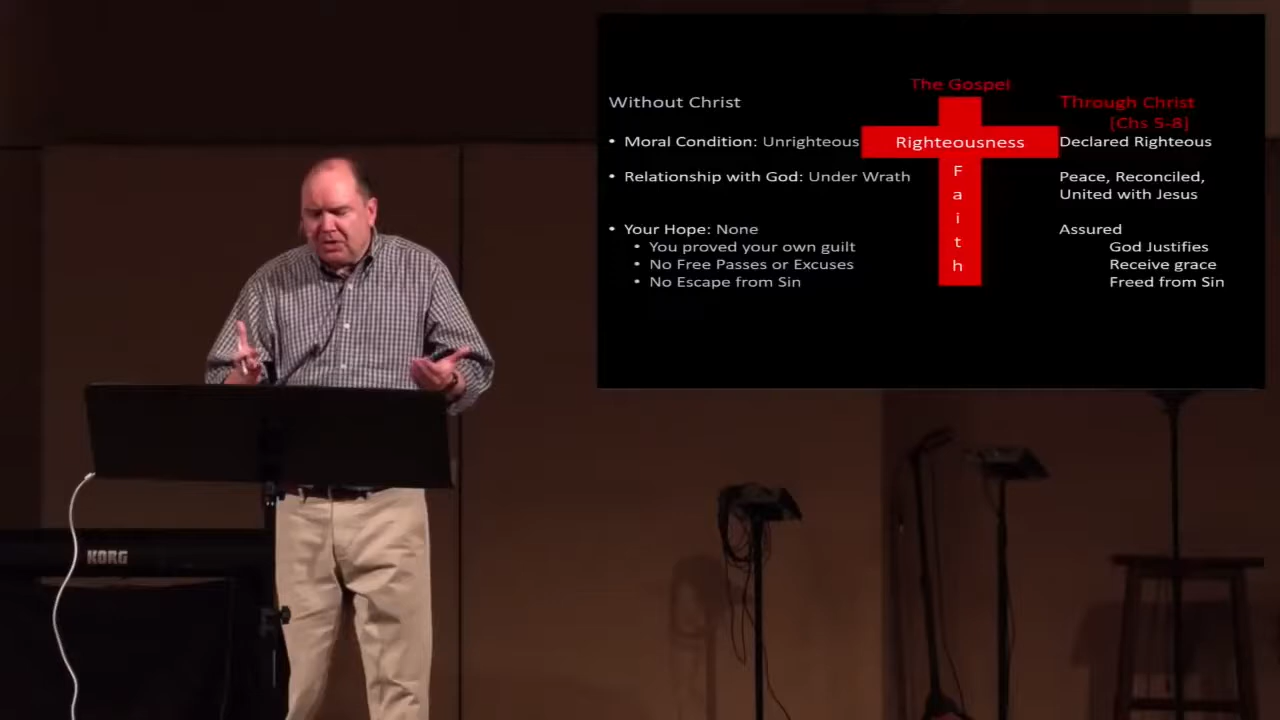 The Gospel
Without Christ
Through Christ
[Chs 5-8]
• Moral Condition: Unrighteous
Righteousness
Declared Righteous
• Relationship with God: Under Wrath
Peace, Reconciled,
United with Jesus
• Your Hope: None
Assured
• You proved your own guilt
God Justifies
• No Free Passes or Excuses
Receive grace
• No Escape from Sin
Freed from Sin
F
a
i
t
h
KORG